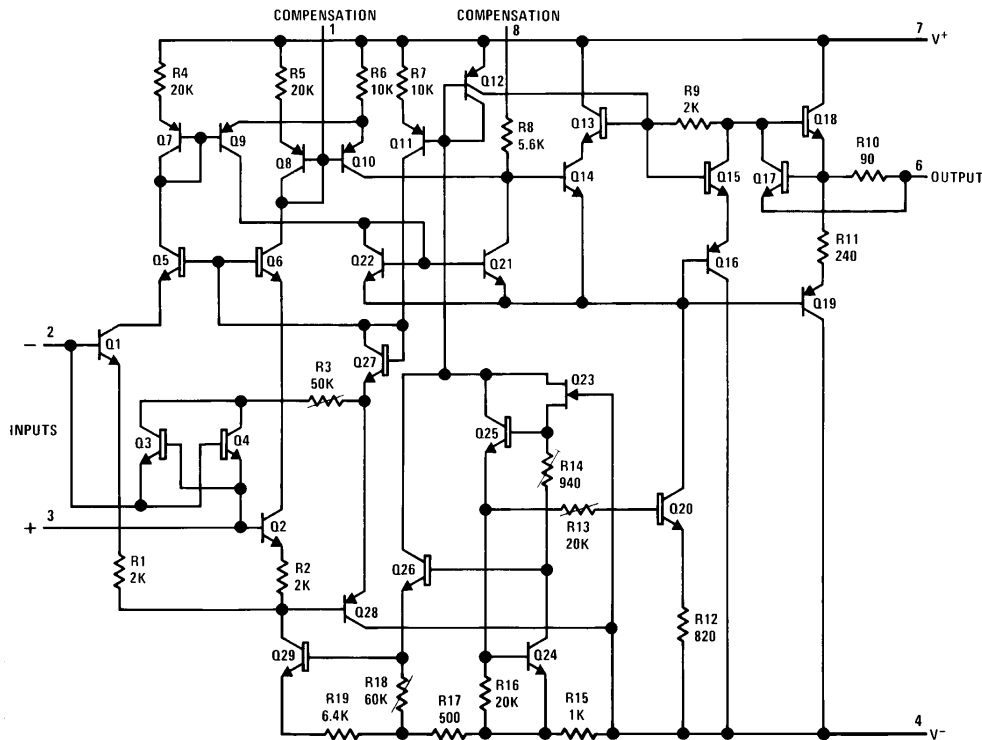 COMPENSATION
1
COMPENSATION
8
7 V+
R4
20K
R5
20K
R6
10K
R7
10K
Q12
R9
2K
Q18
Q7
Q9
Q8
Q10
Q11
R8
5.6K
Q13
Q14
Q15
Q17
R10
90
6 OUTPUT
R11
240
Q5
Q6
Q22
Q21
Q16
Q19
2
−
Q1
Q27
R3
50K
Q23
INPUTS
Q3
Q4
Q25
R14
940
R13
20K
Q20
3
+
Q2
R1
2K
R2
2K
Q28
Q26
R12
820
Q29
R18
60K
Q24
R19
6.4K
R17
500
R16
20K
R15
1K
4
V−